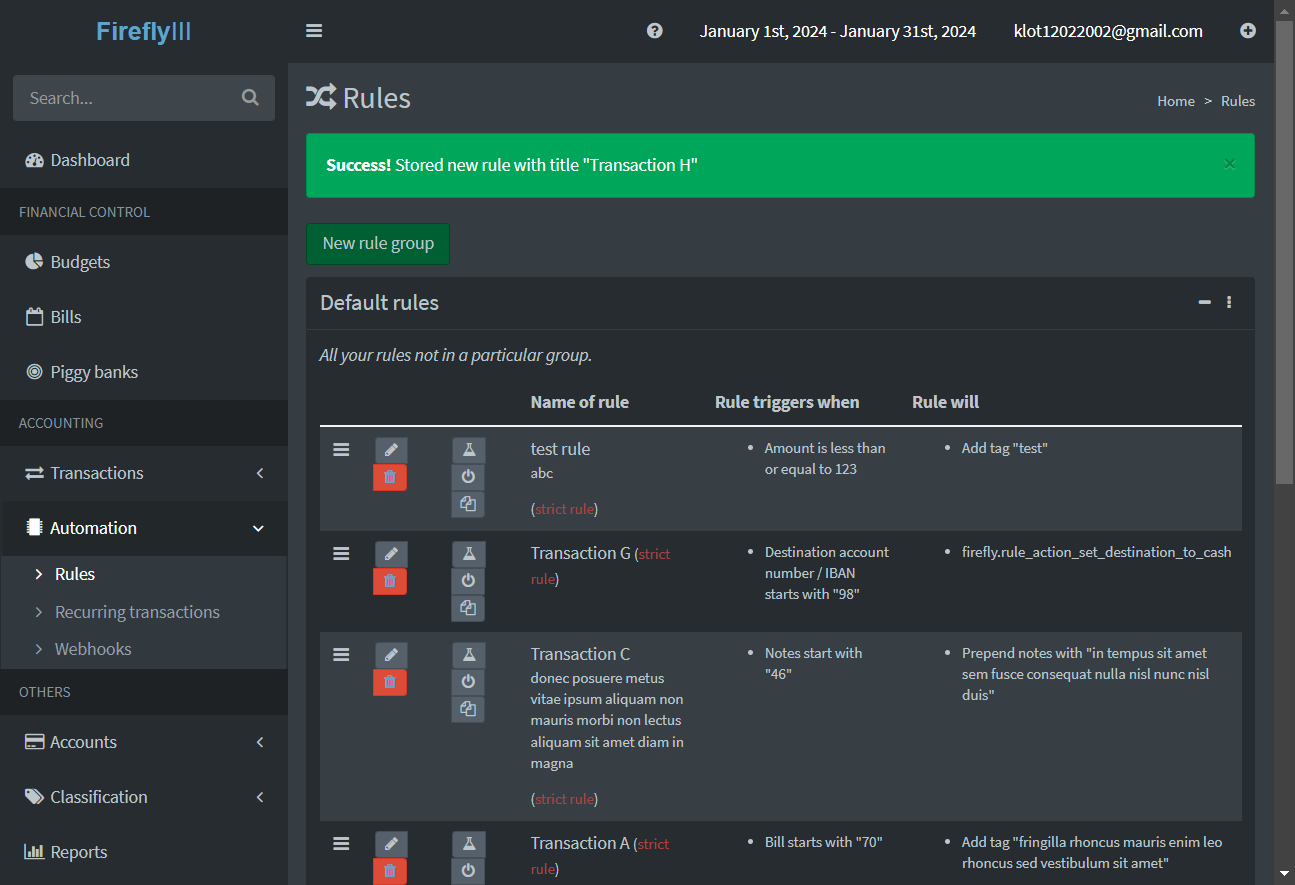 FireflyIII
January 1st, 2024 - January 31st, 2024
klot12022002@gmail.com
Search...
Dashboard
FINANCIAL CONTROL
Budgets
Bills
Piggy banks
ACCOUNTING
Transactions
Automation
Rules
Recurring transactions
Webhooks
OTHERS
Accounts
Classification
Reports
Rules
Home > Rules
Success! Stored new rule with title "Transaction H"
×
New rule group
Default rules
All your rules not in a particular group.
Name of rule Rule triggers when Rule will
test rule
abc
(strict rule)
• Amount is less than
or equal to 123
• Add tag "test"
Transaction G (strict
rule)
• Destination account
number / IBAN
starts with "98"
• firefly.rule_action_set_destination_to_cash
Transaction C
donec posuere metus
vitae ipsum aliquam non
mauris morbi non lectus
aliquam sit amet diam in
magna
(strict rule)
• Notes start with
"46"
• Prepend notes with "in tempus sit amet
sem fusce consequat nulla nisl nunc nisl
duis"
Transaction A (strict
rule)
• Bill starts with "70"
• Add tag "fringilla rhoncus mauris enim leo
rhoncus sed vestibulum sit amet"